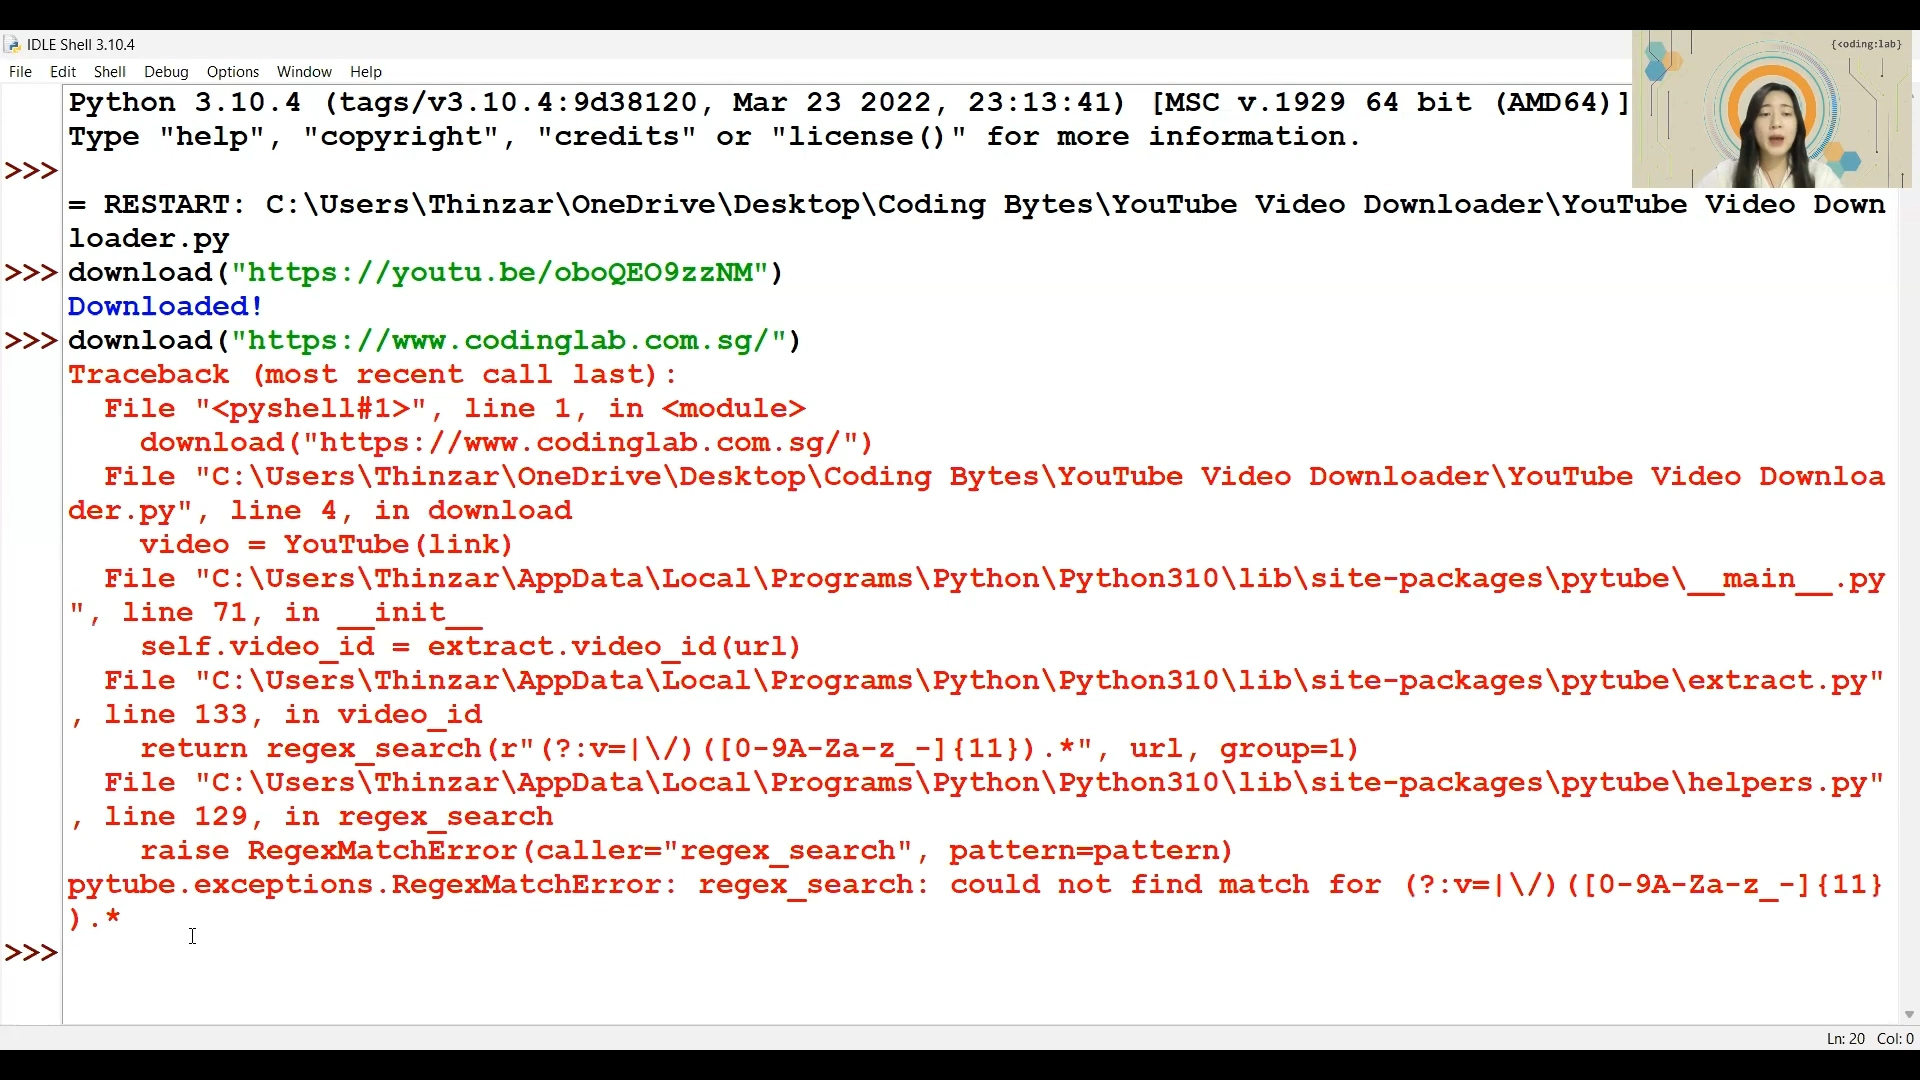 IDLE Shell 3.10.4
{<coding:lab}
File Edit Shell Debug Options Window Help
Python 3.10.4 (tags/v3.10.4:9d38120, Mar 23 2022, 23:13:41) [MSC v.1929 64 bit (AMD64)]
Type "help", "copyright", "credits" or "license()" for more information.
>>>
= RESTART: C:\Users\Thinzar\OneDrive\Desktop\Coding Bytes\YouTube Video Downloader\YouTube Video Down
loader.py
>>> download("https://youtu.be/oboQEO9zzNM")
Downloaded!
>>> download("https://www.codinglab.com.sg/")
Traceback (most recent call last):
File "<pyshell#1>", line 1, in <module>
download("https://www.codinglab.com.sg/")
File "C:\Users\Thinzar\OneDrive\Desktop\Coding Bytes\YouTube Video Downloader\YouTube Video Downloa
der.py", line 4, in download
video = YouTube(link)
File "C:\Users\Thinzar\AppData\Local\Programs\Python\Python310\lib\site-packages\pytube\__main__.py
", line 71, in __init__
self.video_id = extract.video_id(url)
File "C:\Users\Thinzar\AppData\Local\Programs\Python\Python310\lib\site-packages\pytube\extract.py"
, line 133, in video_id
return regex_search(r"(?:v=|\/)([0-9A-Za-z_-]{11}).*", url, group=1)
File "C:\Users\Thinzar\AppData\Local\Programs\Python\Python310\lib\site-packages\pytube\helpers.py"
, line 129, in regex_search
raise RegexMatchError(caller="regex_search", pattern=pattern)
pytube.exceptions.RegexMatchError: regex_search: could not find match for (?:v=|\/)([0-9A-Za-z_-]{11}
).*
>>>
Ln: 20 Col: 0